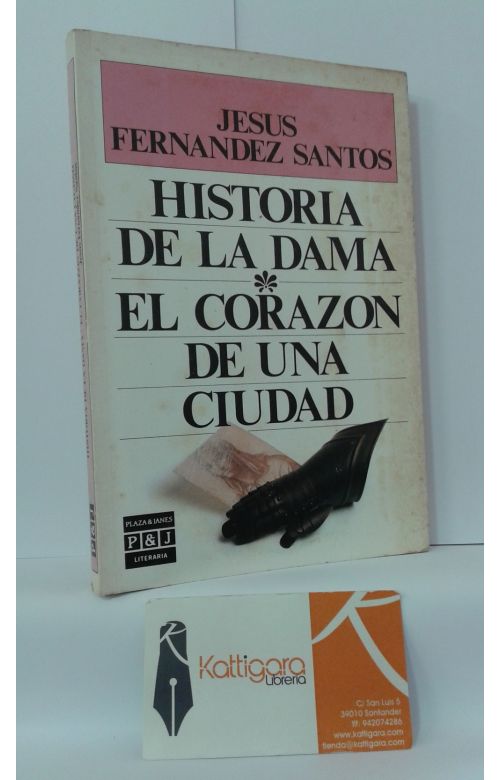 JESUS
FERNANDEZ SANTOS
HISTORIA
DE LA DAMA
EL CORAZON
DE UNA
CIUDAD
PLAZA & JANES
P & J
LITERARIA
Kattigara
Librería
C/ San Luis 5
39010 Santander
tlf. 942074286
www.kattigara.com
tienda@kattigara.com